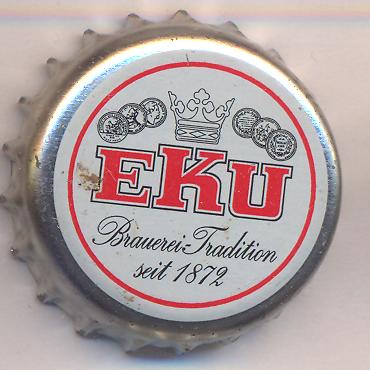 EKU
Brauerei-Tradition
seit 1872